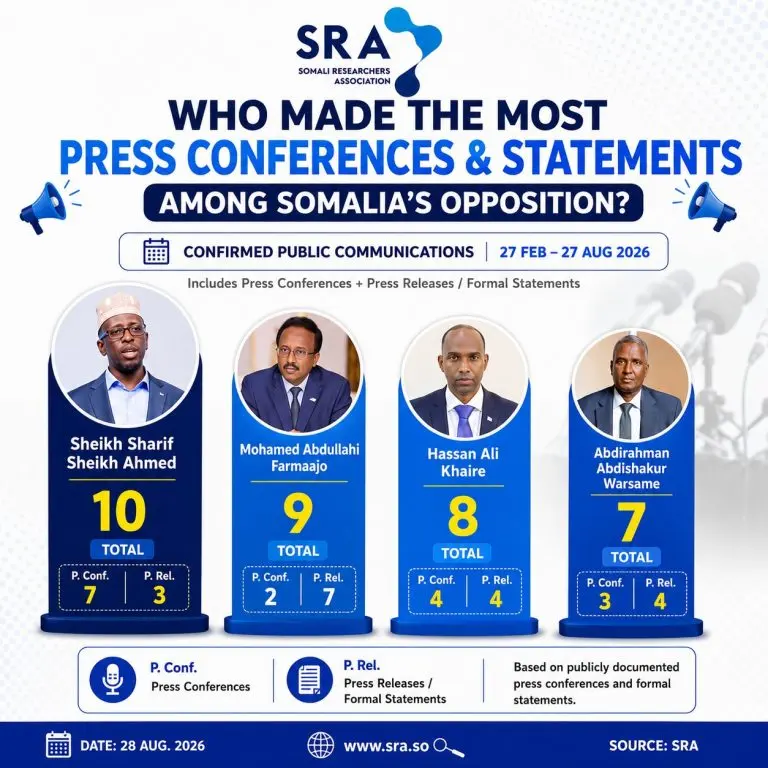 SRA
SOMALI RESEARCHERS
ASSOCIATION
WHO MADE THE MOST
PRESS CONFERENCES & STATEMENTS
AMONG SOMALIA'S OPPOSITION?
CONFIRMED PUBLIC COMMUNICATIONS | 27 FEB – 27 AUG 2026
Includes Press Conferences + Press Releases / Formal Statements
Sheikh Sharif
Sheikh Ahmed
10
TOTAL
P. Conf. | P. Rel.
7 | 3
Mohamed Abdullahi
Farmaajo
9
TOTAL
P. Conf. | P. Rel.
2 | 7
Hassan Ali
Khaire
8
TOTAL
P. Conf. | P. Rel.
4 | 4
Abdirahman
Abdishakur
Warsame
7
TOTAL
P. Conf. | P. Rel.
3 | 4
P. Conf.
Press Conferences
P. Rel.
Press Releases /
Formal Statements
Based on publicly documented
press conferences and formal
statements.
DATE: 28 AUG. 2026
www.sra.so
SOURCE: SRA